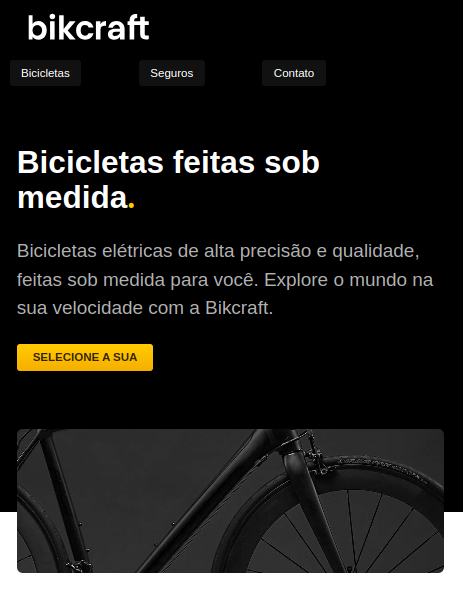 bikcraft
Bicicletas
Seguros
Contato
Bicicletas feitas sob
medida.
Bicicletas elétricas de alta precisão e qualidade,
feitas sob medida para você. Explore o mundo na
sua velocidade com a Bikcraft.
SELECIONE A SUA